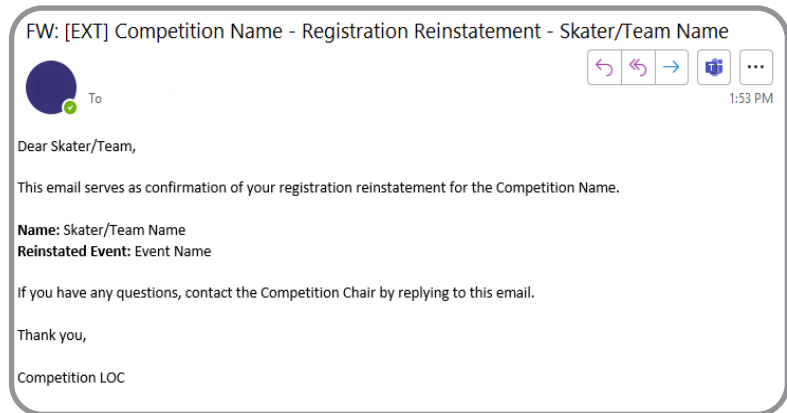 FW: [EXT] Competition Name - Registration Reinstatement - Skater/Team Name
To
1:53 PM
Dear Skater/Team,
This email serves as confirmation of your registration reinstatement for the Competition Name.
Name: Skater/Team Name
Reinstated Event: Event Name
If you have any questions, contact the Competition Chair by replying to this email.
Thank you,
Competition LOC